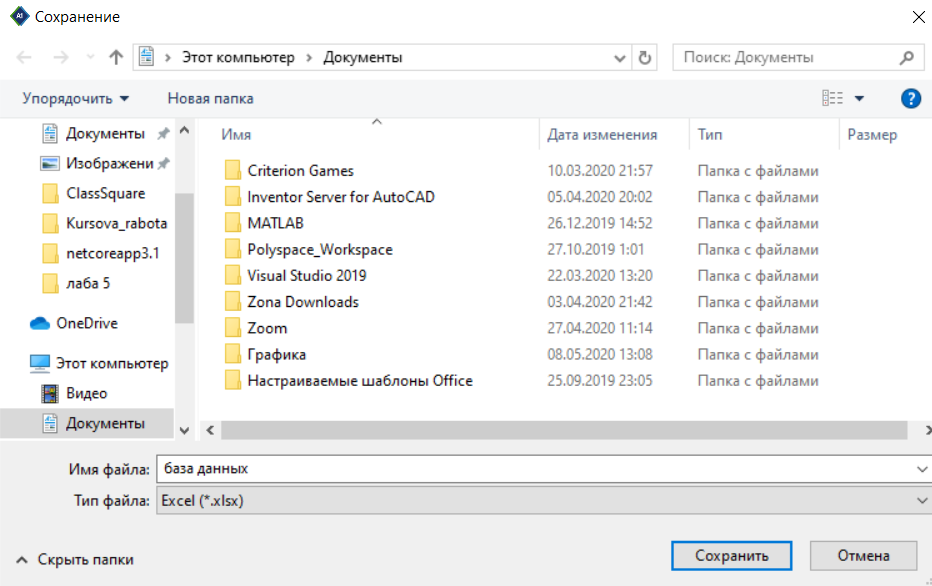 Сохранение
Этот компьютер › Документы
Поиск: Документы
Упорядочить
Новая папка
?
Документы
Изображени
ClassSquare
Kursova_rabota
netcoreapp3.1
лаба 5
OneDrive
Этот компьютер
Видео
Документы
Имя Дата изменения Тип Размер
Criterion Games 10.03.2020 21:57 Папка с файлами
Inventor Server for AutoCAD 05.04.2020 20:02 Папка с файлами
MATLAB 26.12.2019 14:52 Папка с файлами
Polyspace_Workspace 27.10.2019 1:01 Папка с файлами
Visual Studio 2019 22.03.2020 13:20 Папка с файлами
Zona Downloads 03.04.2020 21:42 Папка с файлами
Zoom 27.04.2020 11:14 Папка с файлами
Графика 08.05.2020 13:08 Папка с файлами
Настраиваемые шаблоны Office 25.09.2019 23:05 Папка с файлами
Имя файла: база данных
Тип файла: Excel (*.xlsx)
Скрыть папки
Сохранить
Отмена